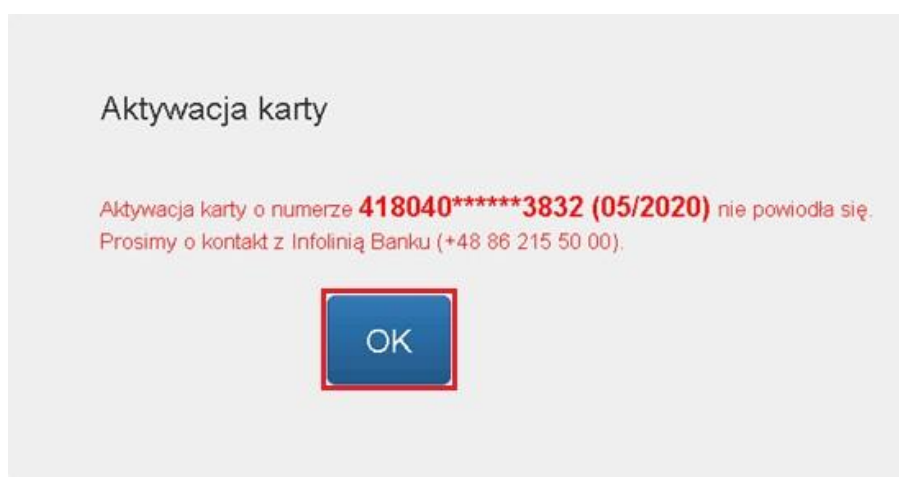 Aktywacja karty
Aktywacja karty o numerze 418040******3832 (05/2020) nie powiodła się.
Prosimy o kontakt z Infolinią Banku (+48 86 215 50 00).
OK